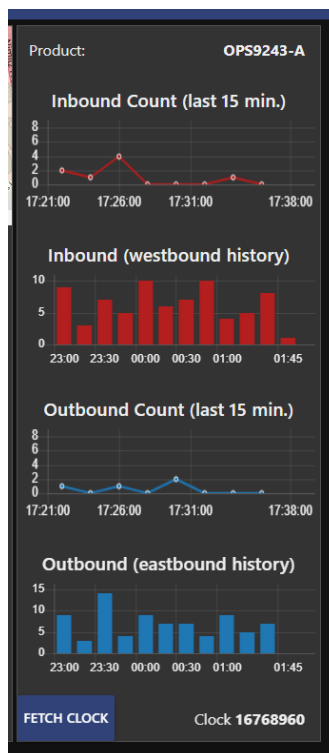 Product: OPS9243-A
Inbound Count (last 15 min.)
8
6
4
2
0
17:21:00 17:26:00 17:31:00 17:38:00
Inbound (westbound history)
10
5
0
23:00 23:30 00:00 00:30 01:00 01:45
Outbound Count (last 15 min.)
8
6
4
2
0
17:21:00 17:26:00 17:31:00 17:38:00
Outbound (eastbound history)
15
10
5
0
23:00 23:30 00:00 00:30 01:00 01:45
FETCH CLOCK Clock 16768960